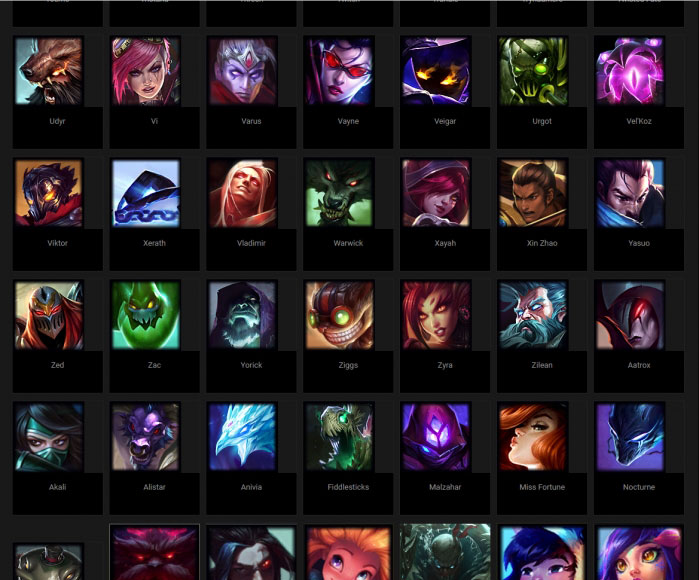 Udyr
Vi
Varus
Vayne
Veigar
Urgot
Vel'Koz
Viktor
Xerath
Vladimir
Warwick
Xayah
Xin Zhao
Yasuo
Zed
Zac
Yorick
Ziggs
Zyra
Zilean
Aatrox
Akali
Alistar
Anivia
Fiddlesticks
Malzahar
Miss Fortune
Nocturne